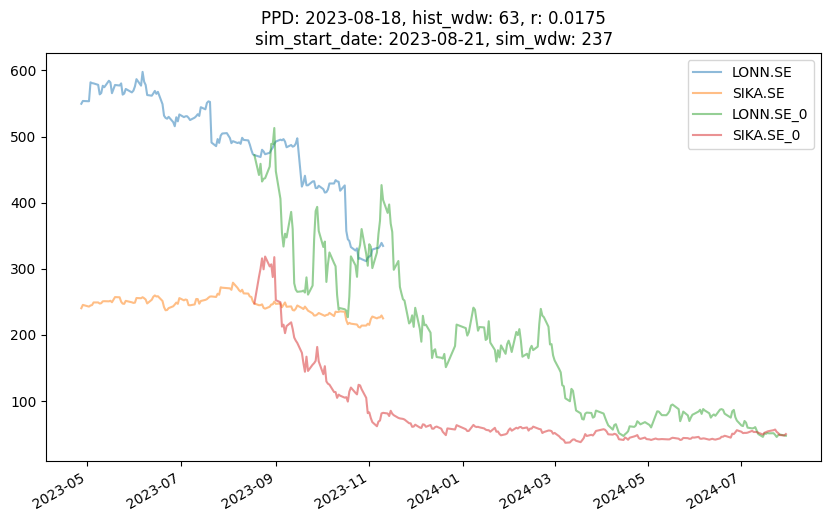 PPD: 2023-08-18, hist_wdw: 63, r: 0.0175
sim_start_date: 2023-08-21, sim_wdw: 237
LONN.SE
SIKA.SE
LONN.SE_0
SIKA.SE_0
600
500
400
300
200
100
2023-05
2023-07
2023-09
2023-11
2024-01
2024-03
2024-05
2024-07